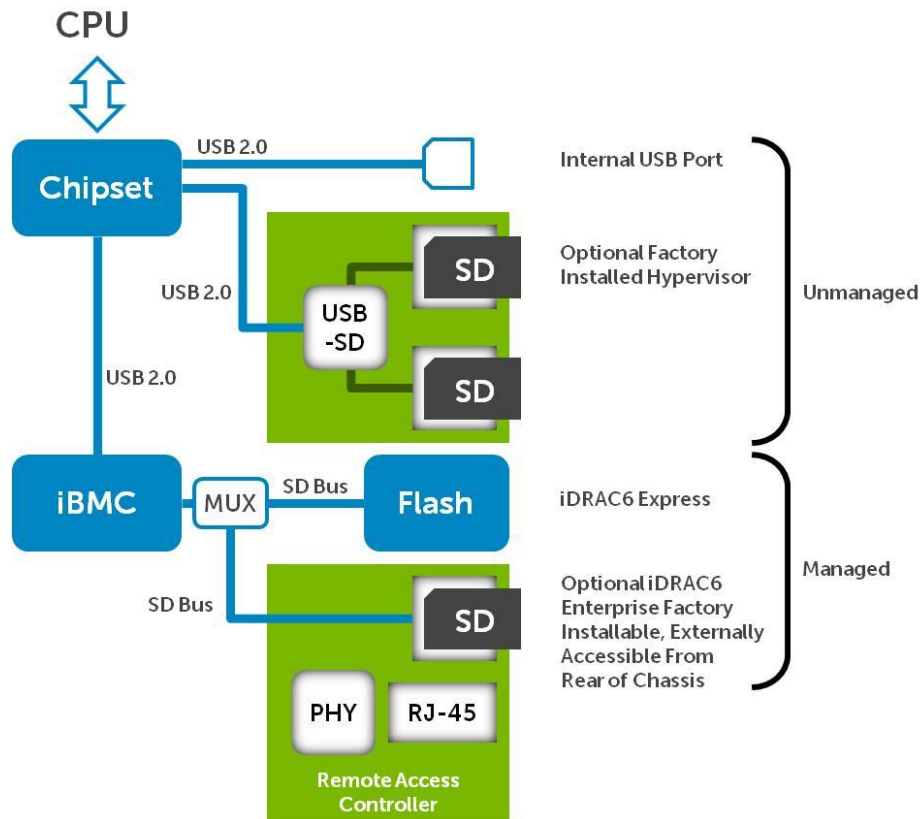 CPU
USB 2.0
Chipset
Internal USB Port
SD
Optional Factory
Installed Hypervisor
USB 2.0
USB
-SD
Unmanaged
SD
USB 2.0
iBMC
MUX
SD Bus
Flash
iDRAC6 Express
Managed
SD Bus
SD
Optional iDRAC6
Enterprise Factory
Installable, Externally
Accessible From
Rear of Chassis
PHY
RJ-45
Remote Access
Controller